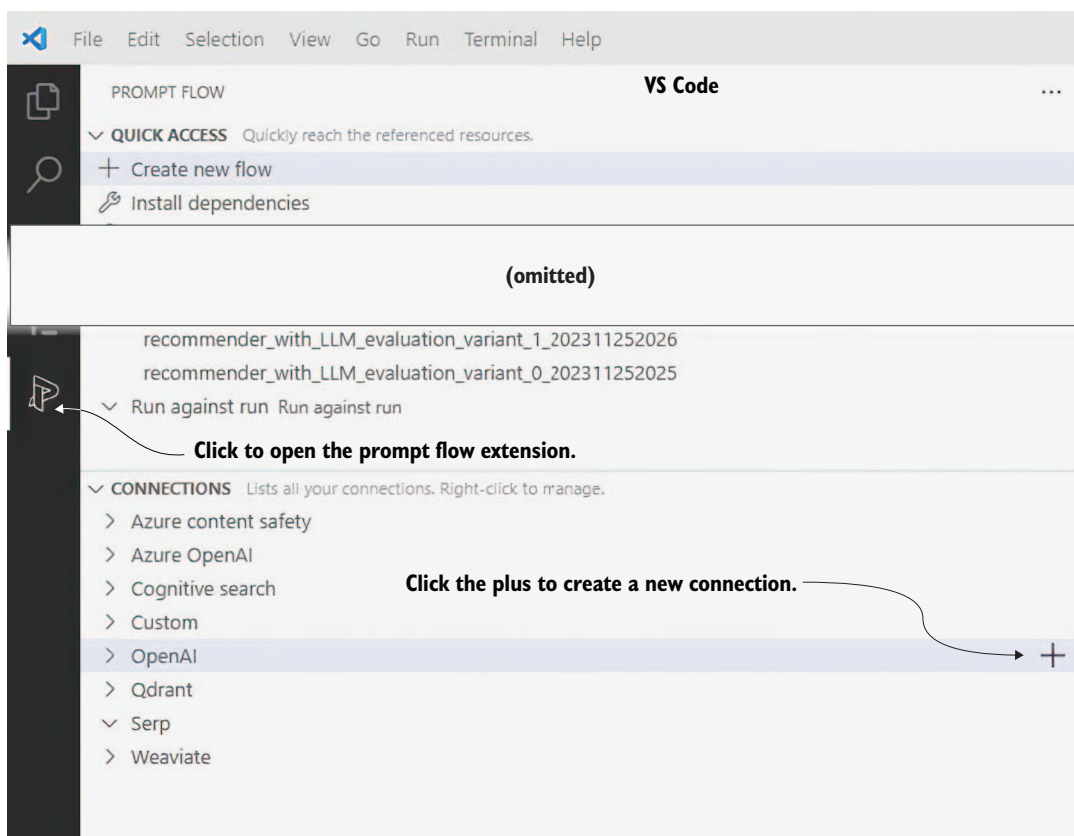 File Edit Selection View Go Run Terminal Help
PROMPT FLOW
VS Code
QUICK ACCESS Quickly reach the referenced resources.
Create new flow
Install dependencies
(omitted)
recommender_with_LLM_evaluation_variant_1_202311252026
recommender_with_LLM_evaluation_variant_0_202311252025
Run against run Run against run
Click to open the prompt flow extension.
CONNECTIONS Lists all your connections. Right-click to manage.
Azure content safety
Azure OpenAI
Cognitive search
Click the plus to create a new connection.
Custom
OpenAI
Qdrant
Serp
Weaviate